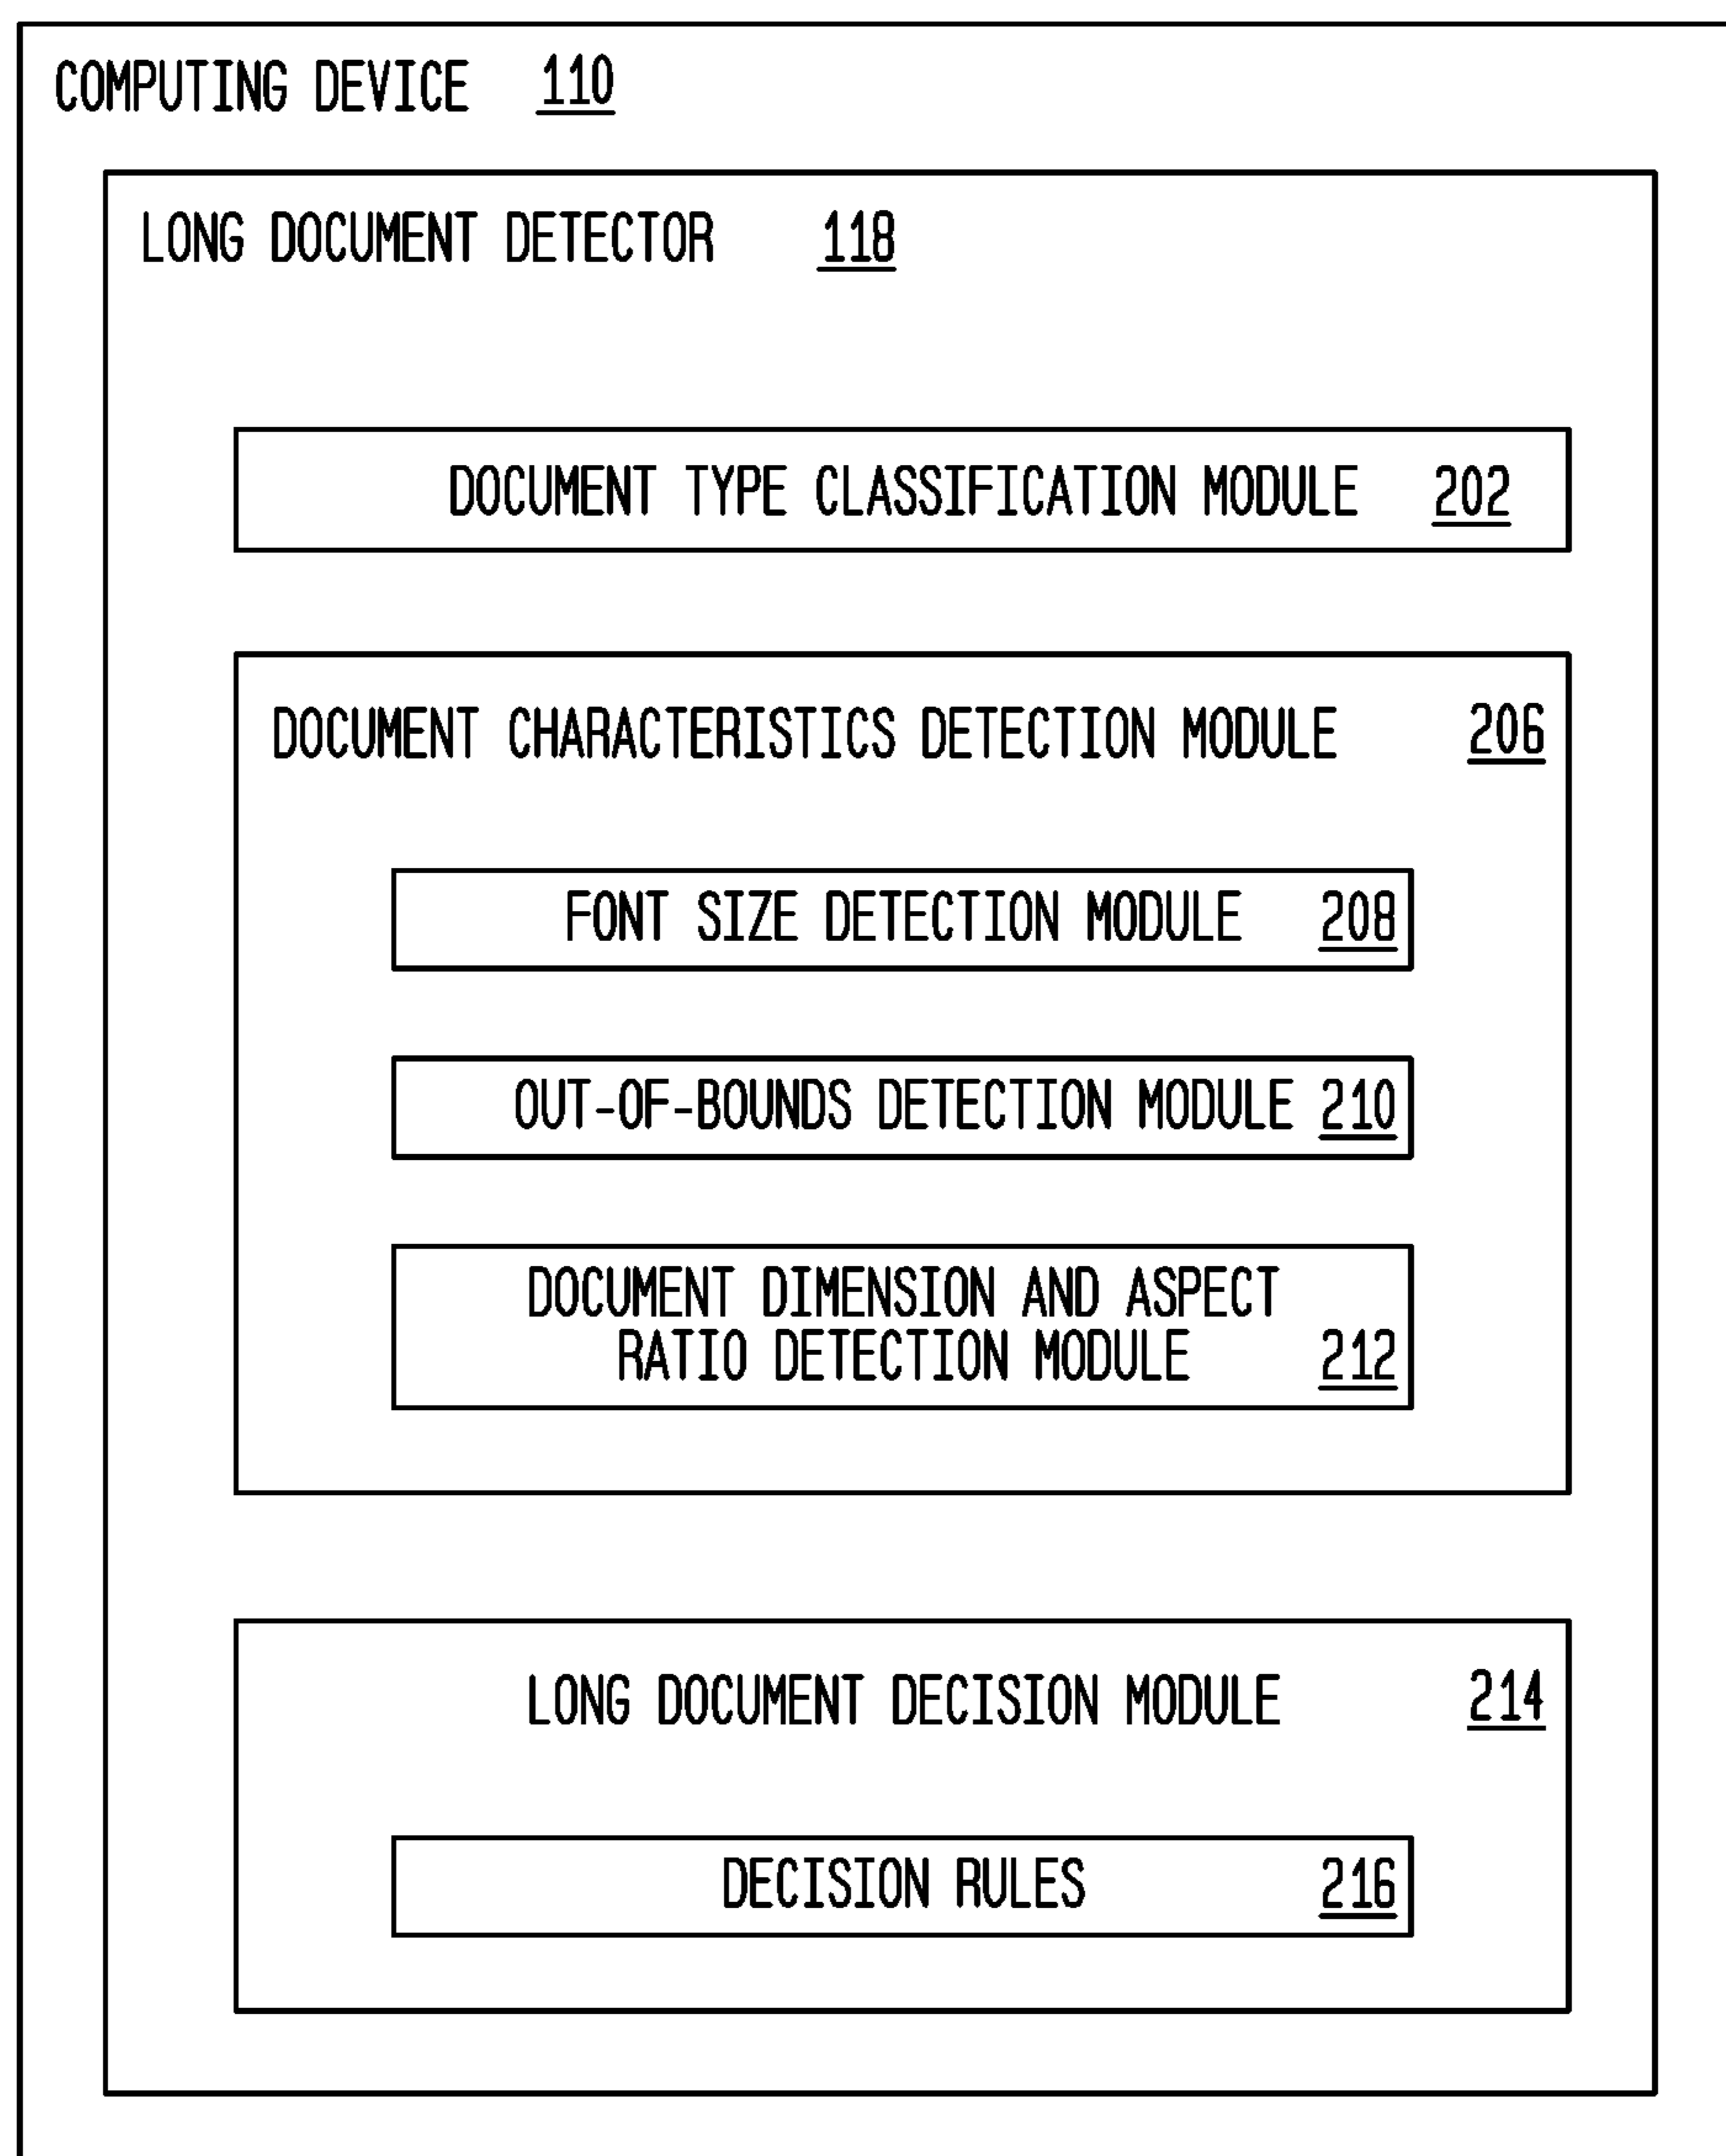 COMPUTING DEVICE 110
LONG DOCUMENT DETECTOR 118
DOCUMENT TYPE CLASSIFICATION MODULE 202
DOCUMENT CHARACTERISTICS DETECTION MODULE 206
FONT SIZE DETECTION MODULE 208
OUT-OF-BOUNDS DETECTION MODULE 210
DOCUMENT DIMENSION AND ASPECT
RATIO DETECTION MODULE 212
LONG DOCUMENT DECISION MODULE 214
DECISION RULES 216